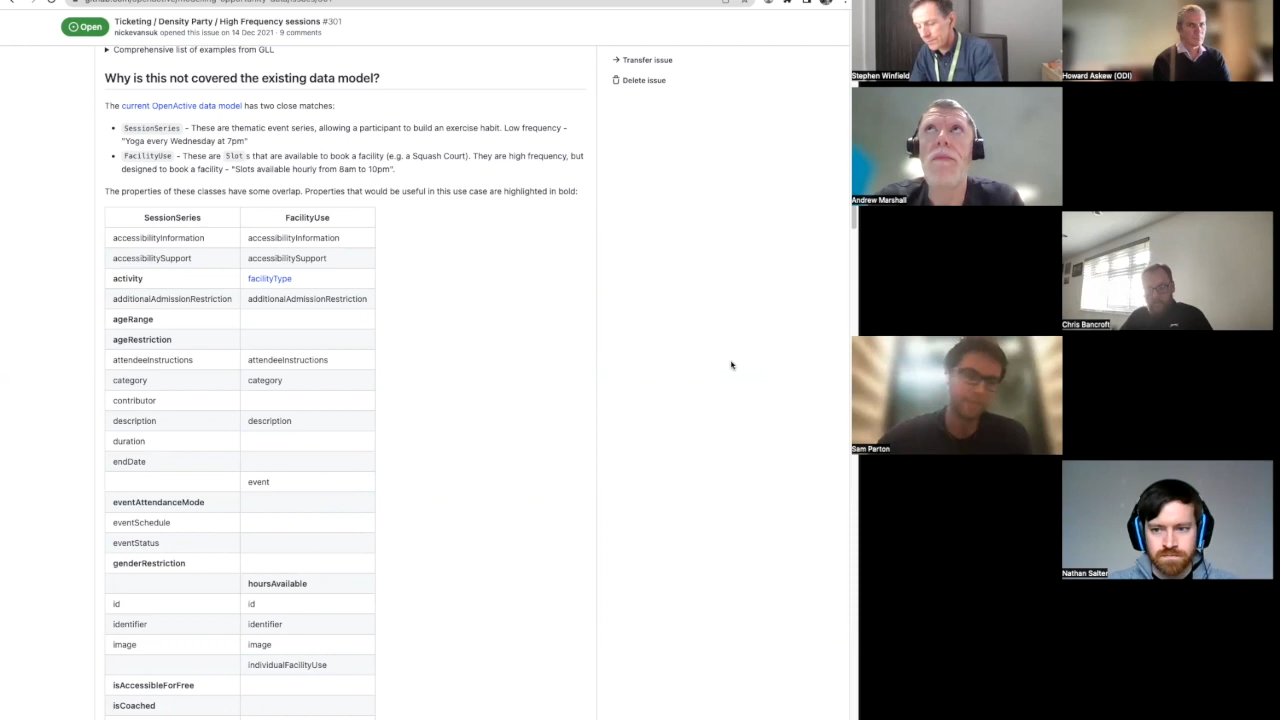 Open
Ticketing / Density Party / High Frequency sessions #301
nickevansuk opened this issue on 14 Dec 2021 · 9 comments
Comprehensive list of examples from GLL
Transfer issue
Delete issue
Why is this not covered the existing data model?
The current OpenActive data model has two close matches:
• SessionSeries - These are thematic event series, allowing a participant to build an exercise habit. Low frequency -
"Yoga every Wednesday at 7pm"
• FacilityUse - These are Slot s that are available to book a facility (e.g. a Squash Court). They are high frequency, but
designed to book a facility - "Slots available hourly from 8am to 10pm".
The properties of these classes have some overlap. Properties that would be useful in this use case are highlighted in bold:
SessionSeries FacilityUse
accessibilityInformation accessibilityInformation
accessibilitySupport accessibilitySupport
activity facilityType
additionalAdmissionRestriction additionalAdmissionRestriction
ageRange
ageRestriction
attendeeInstructions attendeeInstructions
category category
contributor
description description
duration
endDate
event
eventAttendanceMode
eventSchedule
eventStatus
genderRestriction
hoursAvailable
id id
identifier identifier
image image
individualFacilityUse
isAccessibleForFree
isCoached
Stephen Winfield
Howard Askew (ODI)
Andrew Marshall
Chris Bancroft
Sam Parton
Nathan Salter